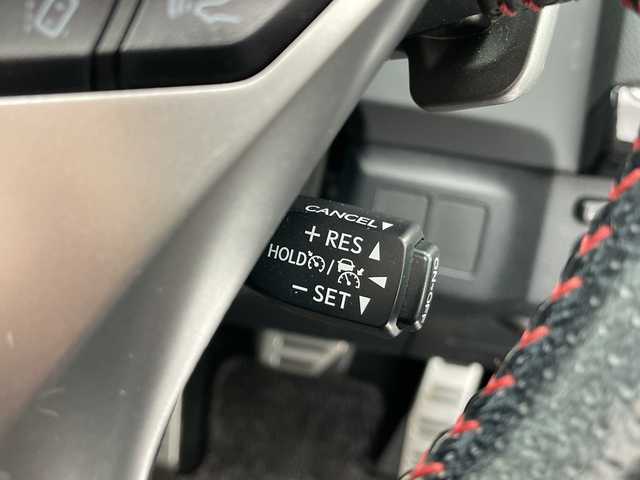 CANCEL▼
+ RES ▲
HOLD /
− SET ▼
ON-OFF